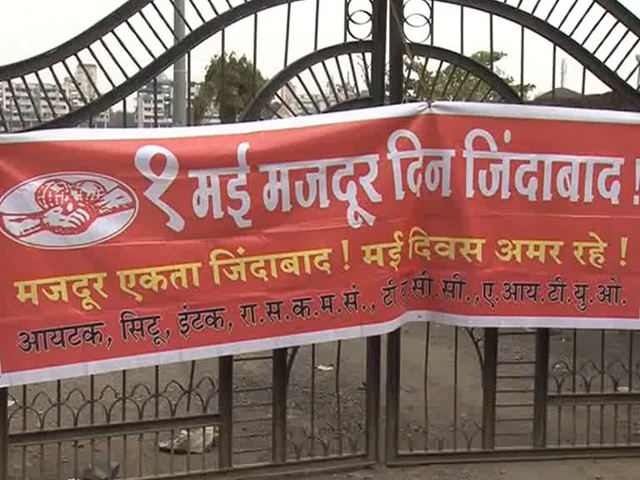 १ मई मजदूर दिन जिंदाबाद !
मजदूर एकता जिंदाबाद ! मई दिवस अमर रहे !
आयटक, सिटू, इंटक, रा.स.क.म.सं., टी .सी.सी., ए.आय.टी.यु.ओ.